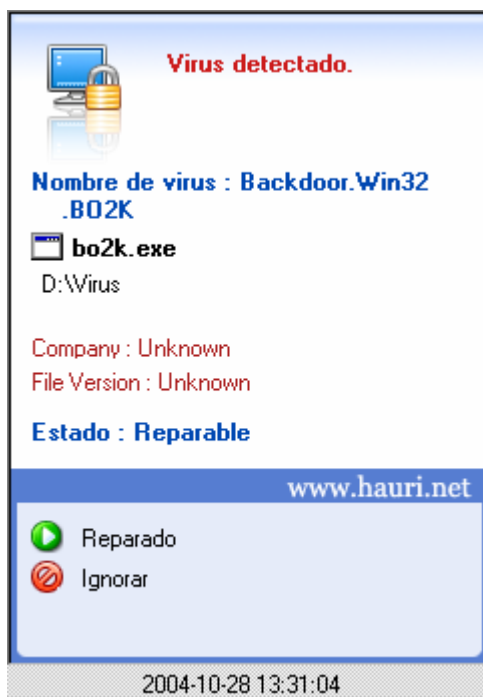 Virus detectado.
Nombre de virus : Backdoor.Win32
.BO2K
bo2k.exe
D:\Virus
Company : Unknown
File Version : Unknown
Estado : Reparable
www.hauri.net
Reparado
Ignorar
2004-10-28 13:31:04